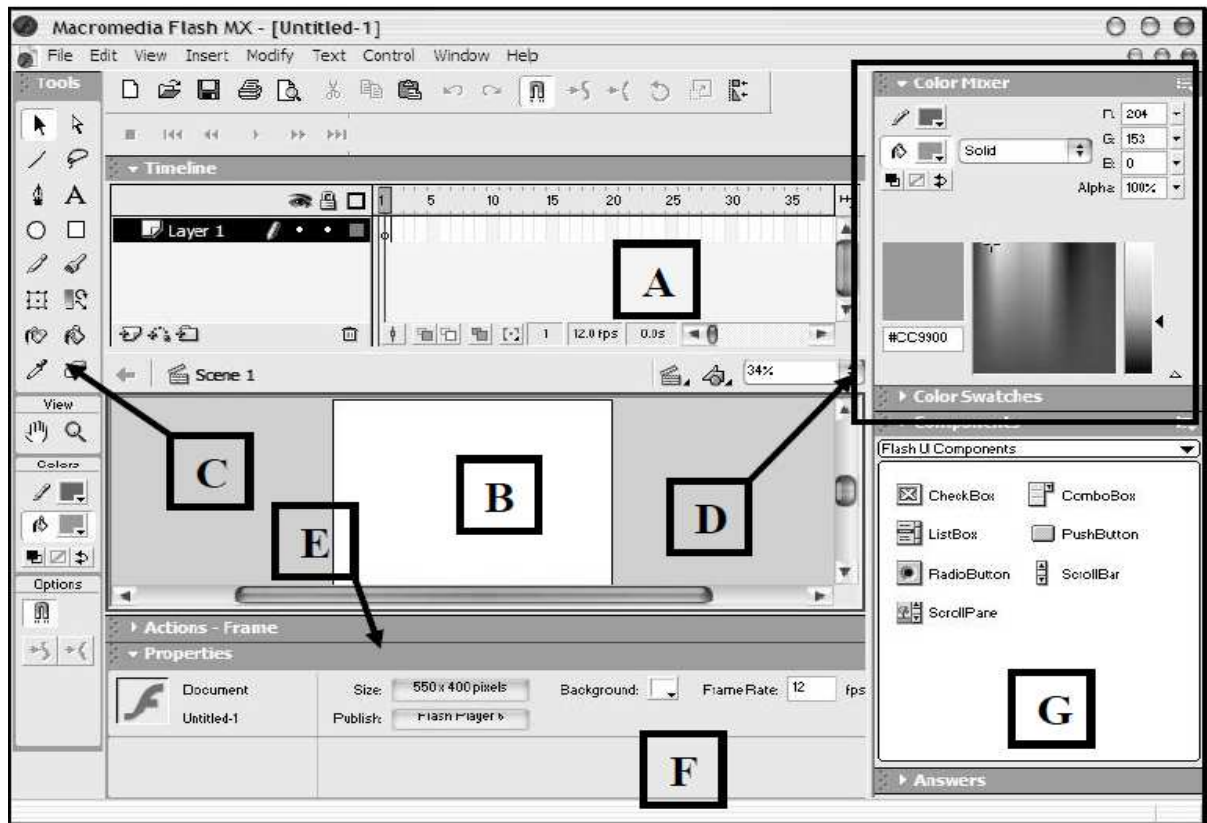 Macromedia Flash MX - [Untitled-1]
File Edit View Insert Modify Text Control Window Help
Tools
Timeline
1 5 10 15 20 25 30 35
Layer 1
A
1 12.0 fps 0.0s
Scene 1
34%
View
Colors
Options
B
C
D
E
Actions - Frame
Properties
Document
Size: 550 x 400 pixels
Background:
Frame Rate: 12 fps
Untitled-1
Publish: Flash Player 6
F
Color Mixer
204
Solid
G: 153
B: 0
Alpha: 100%
#CC9900
Color Swatches
Components
Flash UI Components
CheckBox
ComboBox
ListBox
PushButton
RadioButton
ScrollBar
ScrollPane
G
Answers